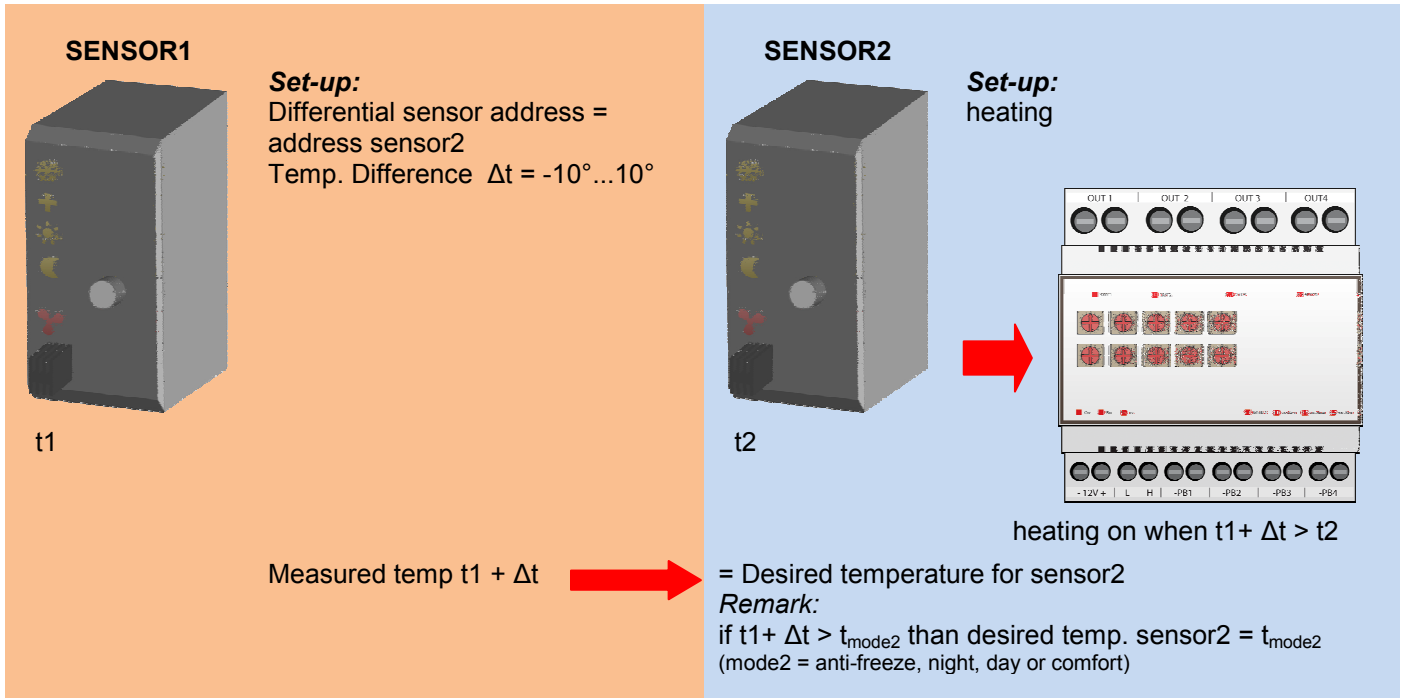 SENSOR1
Set-up:
Differential sensor address =
address sensor2
Temp. Difference Δt = -10°...10°
t1
Measured temp t1 + Δt
SENSOR2
Set-up:
heating
t2
OUT 1 | OUT 2 | OUT 3 | OUT4
- 12V + | L H | -PB1 | -PB2 | -PB3 | -PB4
heating on when t1+ Δt > t2
= Desired temperature for sensor2
Remark:
if t1+ Δt > tmode2 than desired temp. sensor2 = tmode2
(mode2 = anti-freeze, night, day or comfort)